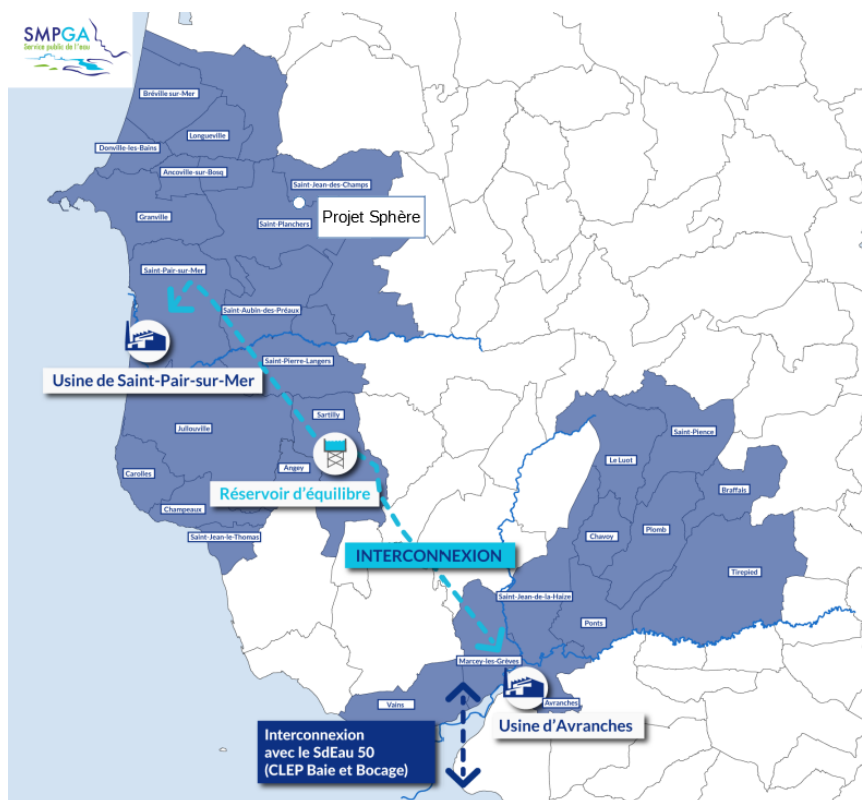 SMPGA
Service public de l'eau
Bréville sur-Mer
Longueville
Donville-les-Bains
Ancoville-sur-Bosq
Saint-Jean-des-Champs
Granville
Saint-Planchers
Projet Sphère
Saint-Pair-sur-Mer
Saint-Aubin-des-Préaux
Usine de Saint-Pair-sur-Mer
Saint-Pierre-Langers
Sartilly
Jullouville
Saint-Pience
Le Luot
Carolles
Angey
Réservoir d'équilibre
Braffais
Champeaux
Plomb
Chavoy
Saint-Jean-le-Thomas
INTERCONNEXION
Tirepied
Saint-Jean-de-la-Haize
Ponts
Marcey-les-Grèves
Vains
Avranches
Usine d'Avranches
Interconnexion
avec le SdEau 50
(CLEP Baie et Bocage)